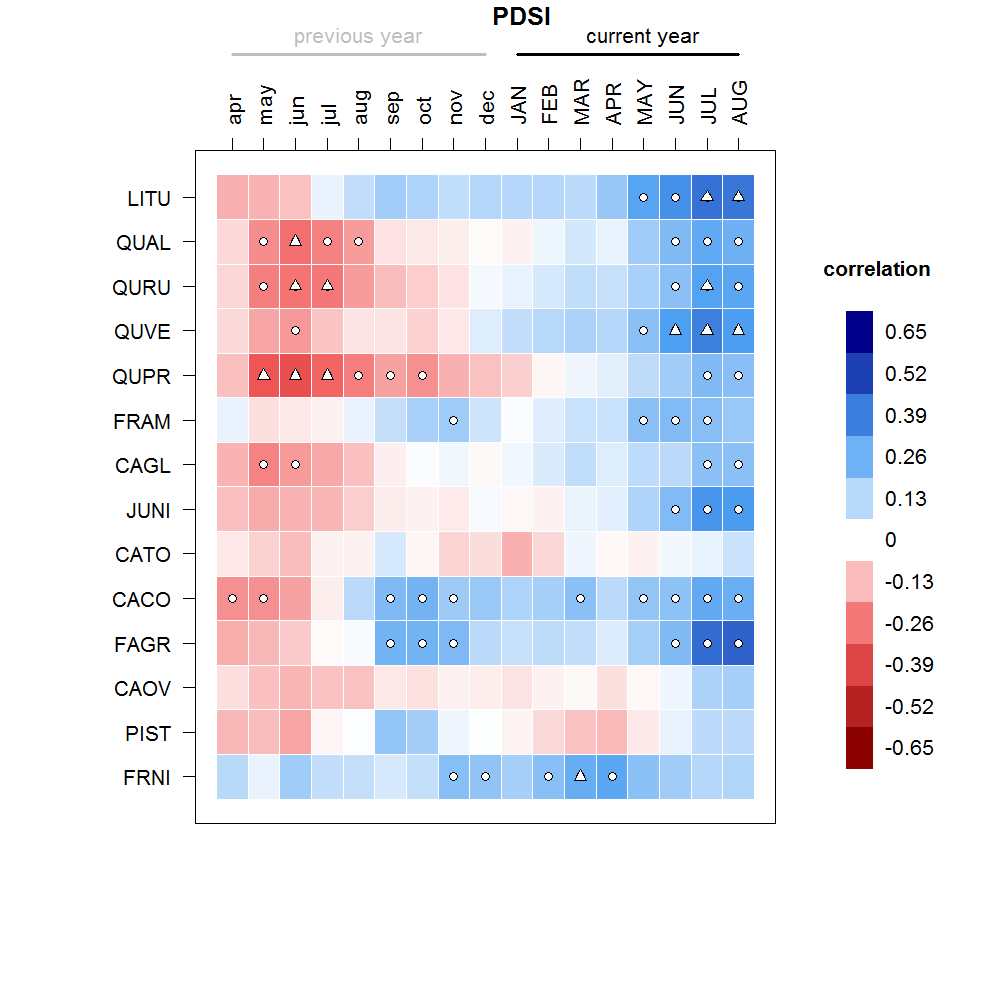 PDSI
previous year
current year
apr may jun jul aug sep oct nov dec JAN FEB MAR APR MAY JUN JUL AUG
LITU
QUAL
QURU
QUVE
QUPR
FRAM
CAGL
JUNI
CATO
CACO
FAGR
CAOV
PIST
FRNI
correlation
0.65
0.52
0.39
0.26
0.13
0
-0.13
-0.26
-0.39
-0.52
-0.65